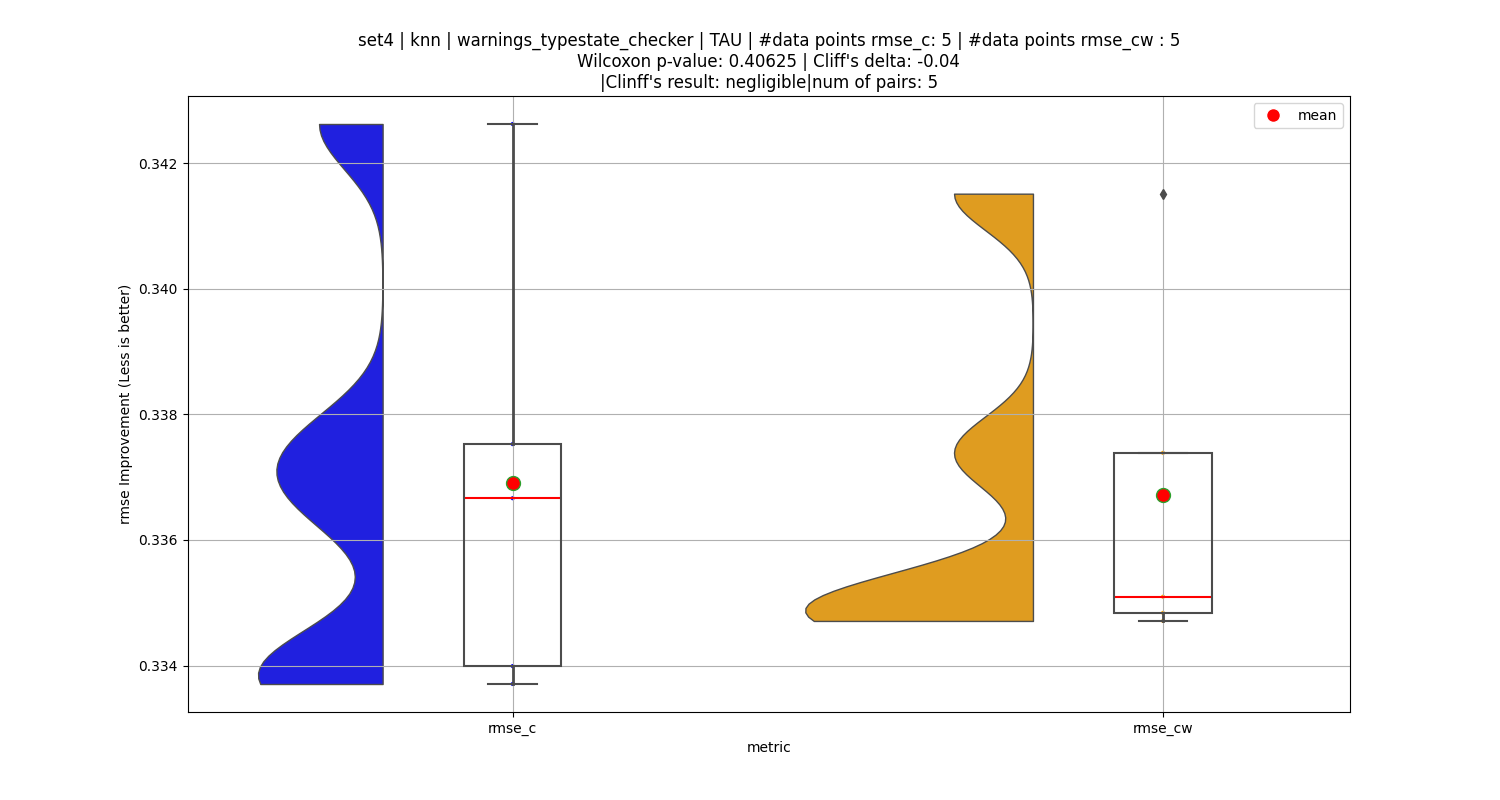 set4 | knn | warnings_typestate_checker | TAU | #data points rmse_c: 5 | #data points rmse_cw : 5
Wilcoxon p-value: 0.40625 | Cliff's delta: -0.04
|Clinff's result: negligible|num of pairs: 5
mean
0.342
0.340
0.338
0.336
0.334
rmse Improvement (Less is better)
rmse_c
rmse_cw
metric